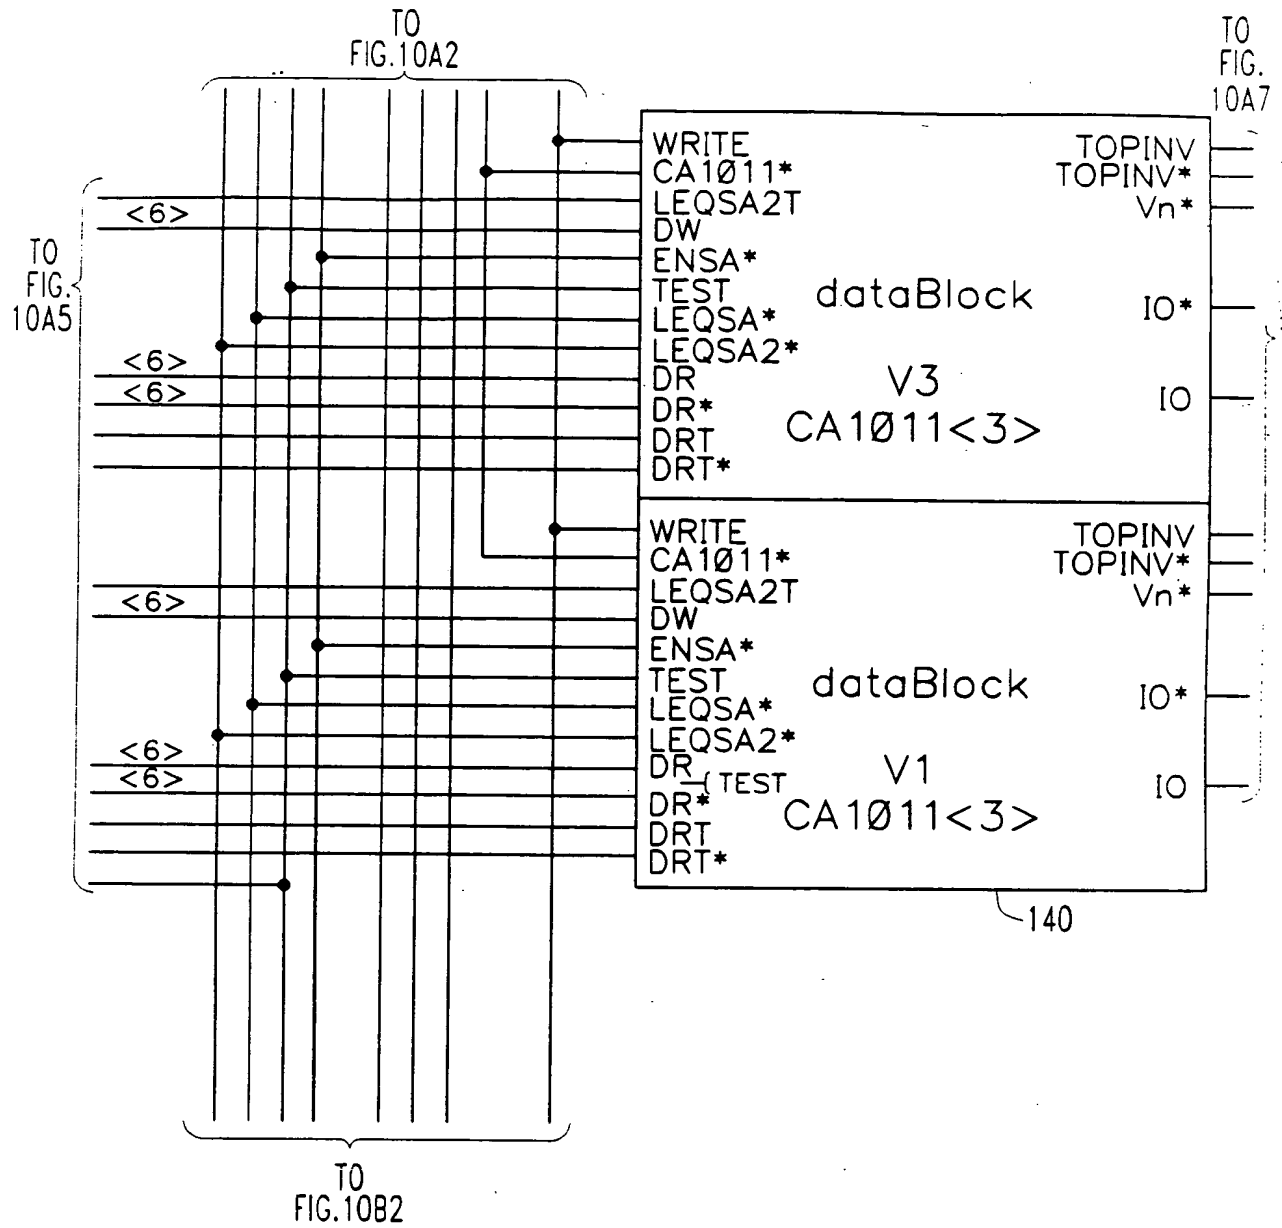 TO
FIG.10A2
TO
FIG.
10A7
TO
FIG.
10A5
<6>
<6>
<6>
<6>
<6>
<6>
WRITE
CA1Ø11*
LEQSA2T
DW
ENSA*
TEST
LEQSA*
LEQSA2*
DR
DR*
DRT
DRT*
dataBlock
V3
CA1Ø11<3>
TOPINV
TOPINV*
Vn*
IO*
IO
WRITE
CA1Ø11*
LEQSA2T
DW
ENSA*
TEST
LEQSA*
LEQSA2*
DR
TEST
DR*
DRT
DRT*
dataBlock
V1
CA1Ø11<3>
TOPINV
TOPINV*
Vn*
IO*
IO
140
TO
FIG.10B2